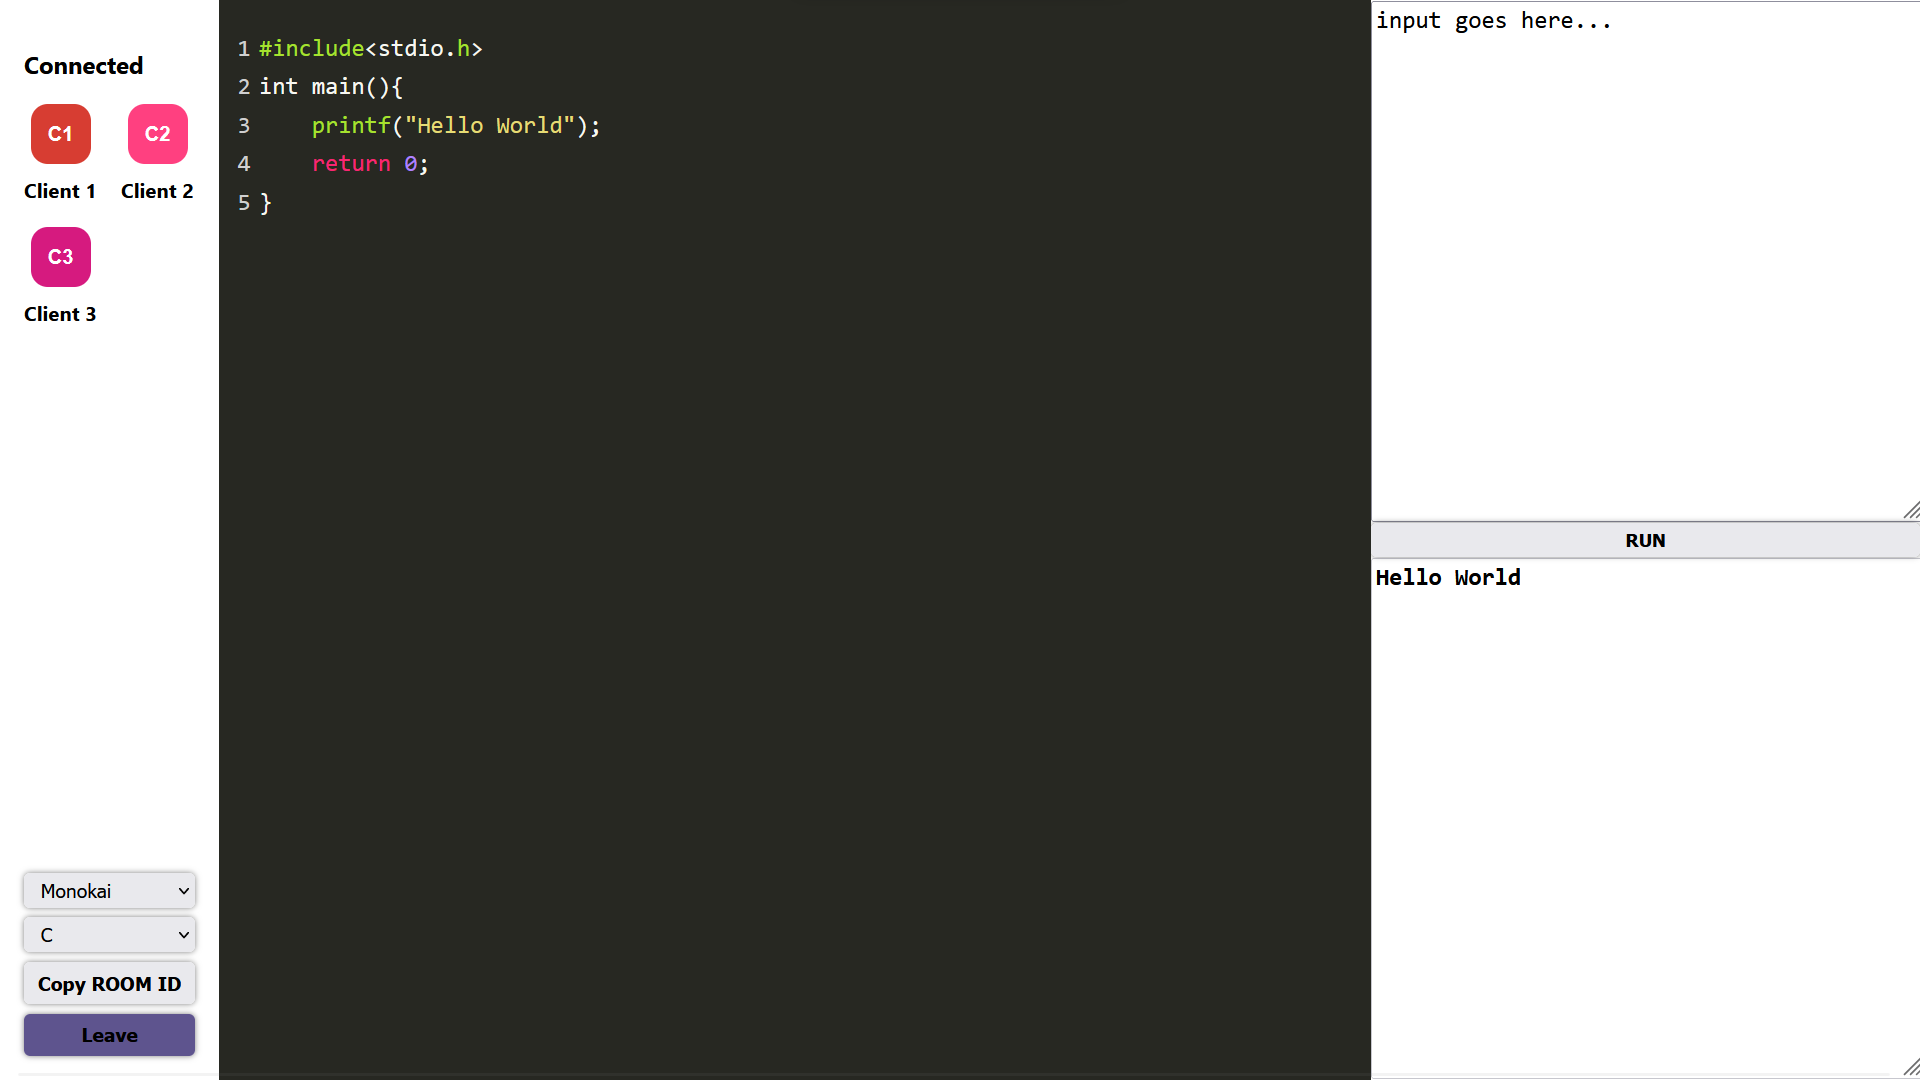 Connected
C1 C2
Client 1 Client 2
C3
Client 3
Monokai
C
Copy ROOM ID
Leave
1 #include<stdio.h>
2 int main(){
3     printf("Hello World");
4     return 0;
5 }
input goes here...
RUN
Hello World